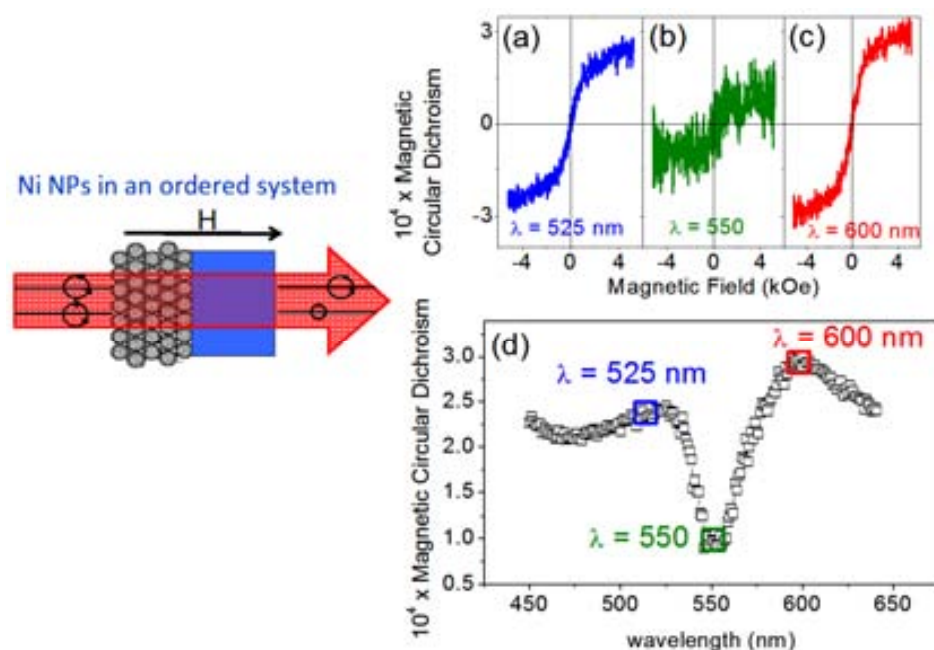 Ni NPs in an ordered system
H
10⁴ x Magnetic
Circular Dichroism
3
0
-3
(a)
λ = 525 nm
(b)
λ = 550
(c)
λ = 600 nm
-4 0 4 -4 0 4 -4 0 4
Magnetic Field (kOe)
10⁴ x Magnetic Circular Dichroism
(d)
3.0
2.5
2.0
1.5
1.0
0.5
λ = 525 nm
λ = 600 nm
λ = 550
450 500 550 600 650
wavelength (nm)